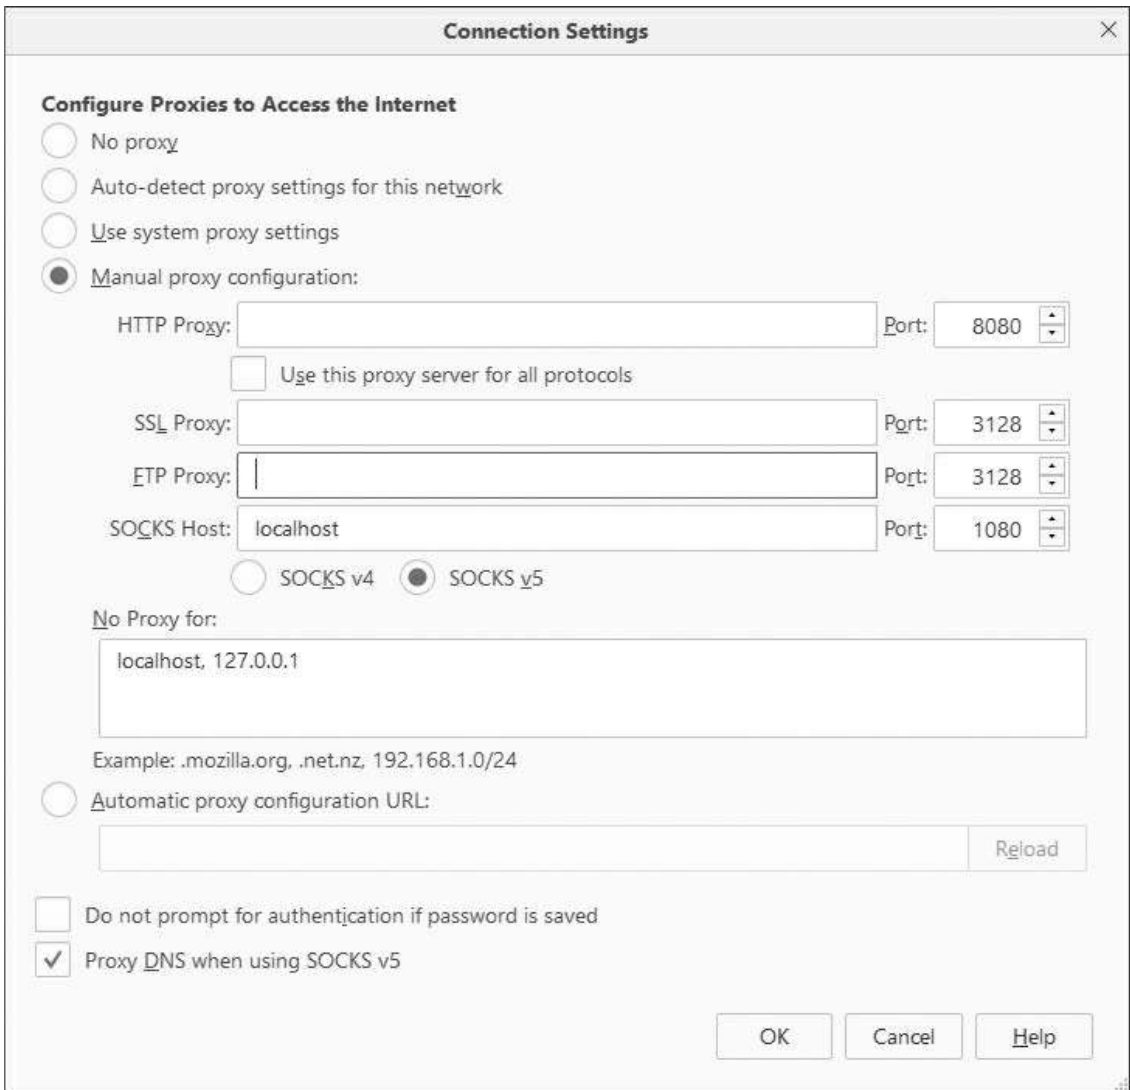 Connection Settings
Configure Proxies to Access the Internet
No proxy
Auto-detect proxy settings for this network
Use system proxy settings
Manual proxy configuration:
HTTP Proxy: Port: 8080
Use this proxy server for all protocols
SSL Proxy: Port: 3128
FTP Proxy: Port: 3128
SOCKS Host: localhost Port: 1080
SOCKS v4 SOCKS v5
No Proxy for:
localhost, 127.0.0.1
Example: .mozilla.org, .net.nz, 192.168.1.0/24
Automatic proxy configuration URL:
Reload
Do not prompt for authentication if password is saved
Proxy DNS when using SOCKS v5
OK Cancel Help